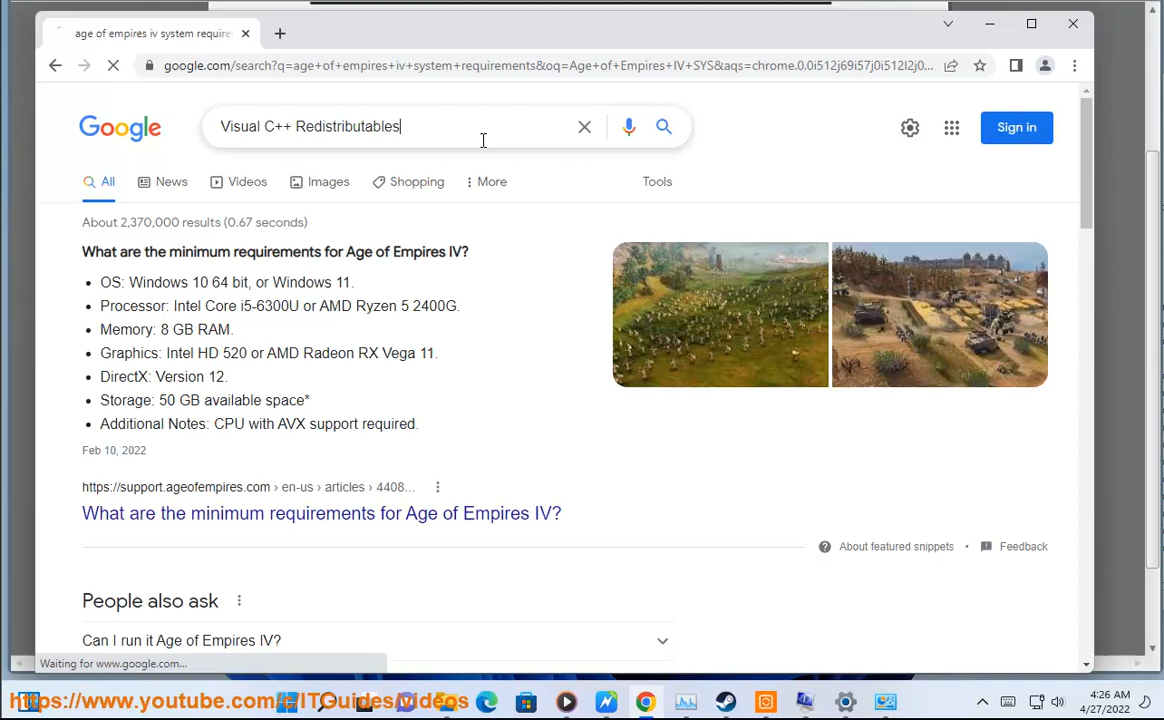 age of empires iv system require
google.com/search?q=age+of+empires+iv+system+requirements&oq=Age+of+Empires+IV+SYS&aqs=chrome.0.0i512j69i57j0i512l2j0...
Google
Visual C++ Redistributables
Sign in
All
News
Videos
Images
Shopping
More
Tools
About 2,370,000 results (0.67 seconds)
What are the minimum requirements for Age of Empires IV?
• OS: Windows 10 64 bit, or Windows 11.
• Processor: Intel Core i5-6300U or AMD Ryzen 5 2400G.
• Memory: 8 GB RAM.
• Graphics: Intel HD 520 or AMD Radeon RX Vega 11.
• DirectX: Version 12.
• Storage: 50 GB available space*
• Additional Notes: CPU with AVX support required.
Feb 10, 2022
https://support.ageofempires.com › en-us › articles › 4408...
What are the minimum requirements for Age of Empires IV?
About featured snippets • Feedback
People also ask
Can I run it Age of Empires IV?
Waiting for www.google.com...
https://www.youtube.com/c/ITGuides/videos
4:26 AM
4/27/2022